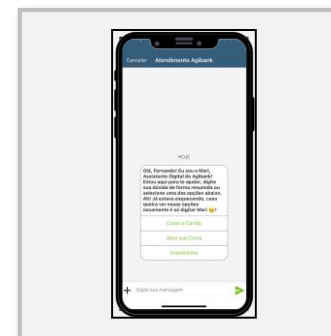 Cancelar Atendimento Agibank
HOJE
Olá, Fernando! Eu sou a Mari,
Assistente Digital do Agibank!
Estou aqui para te ajudar, digite
sua dúvida de forma resumida ou
selecione uma das opções abaixo.
Ah! Já estava esquecendo, caso
queira ver essas opções
novamente é só digitar Mari 😉!
Conta e Cartão
Abra sua Conta
Empréstimo
Digite sua mensagem